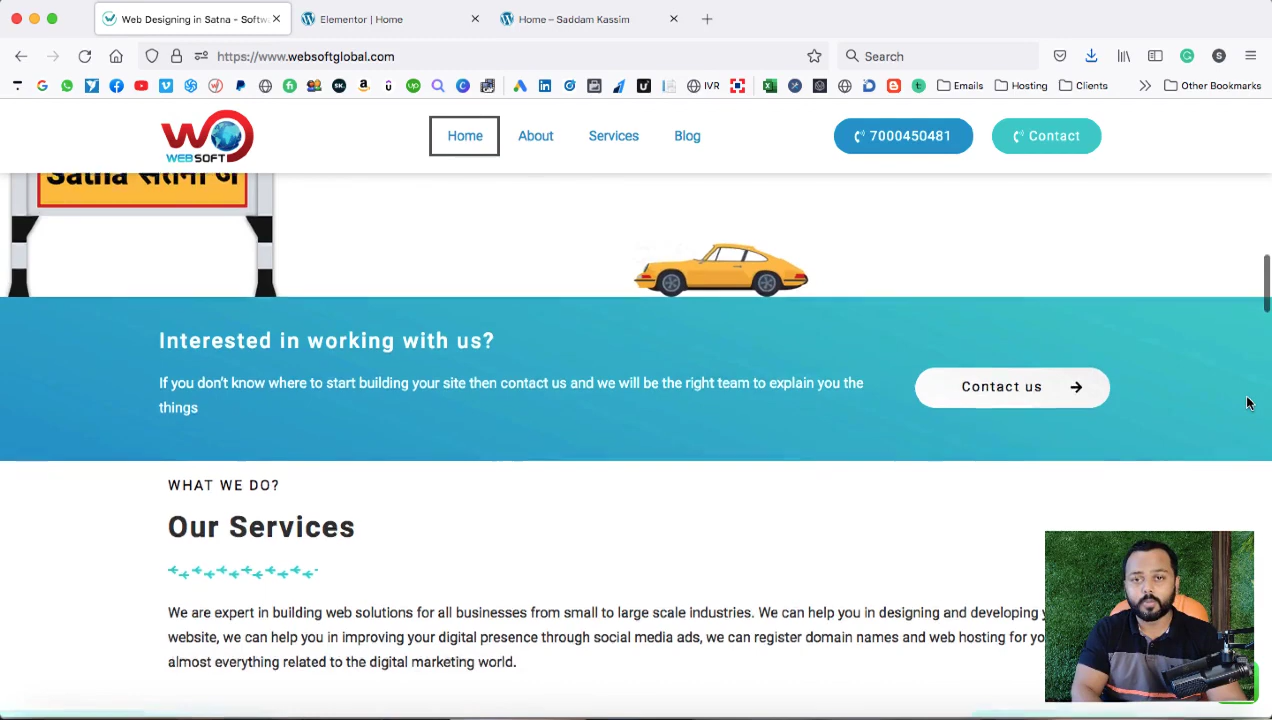 Web Designing in Satna - Softw
Elementor | Home
Home – Saddam Kassim
https://www.websoftglobal.com
Search
IVR
Emails
Hosting
Clients
Other Bookmarks
WEBSOFT
Home
About
Services
Blog
7000450481
Contact
Satna सतना
Interested in working with us?
If you don't know where to start building your site then contact us and we will be the right team to explain you the
things
Contact us
WHAT WE DO?
Our Services
We are expert in building web solutions for all businesses from small to large scale industries. We can help you in designing and developing
website, we can help you in improving your digital presence through social media ads, we can register domain names and web hosting for
almost everything related to the digital marketing world.